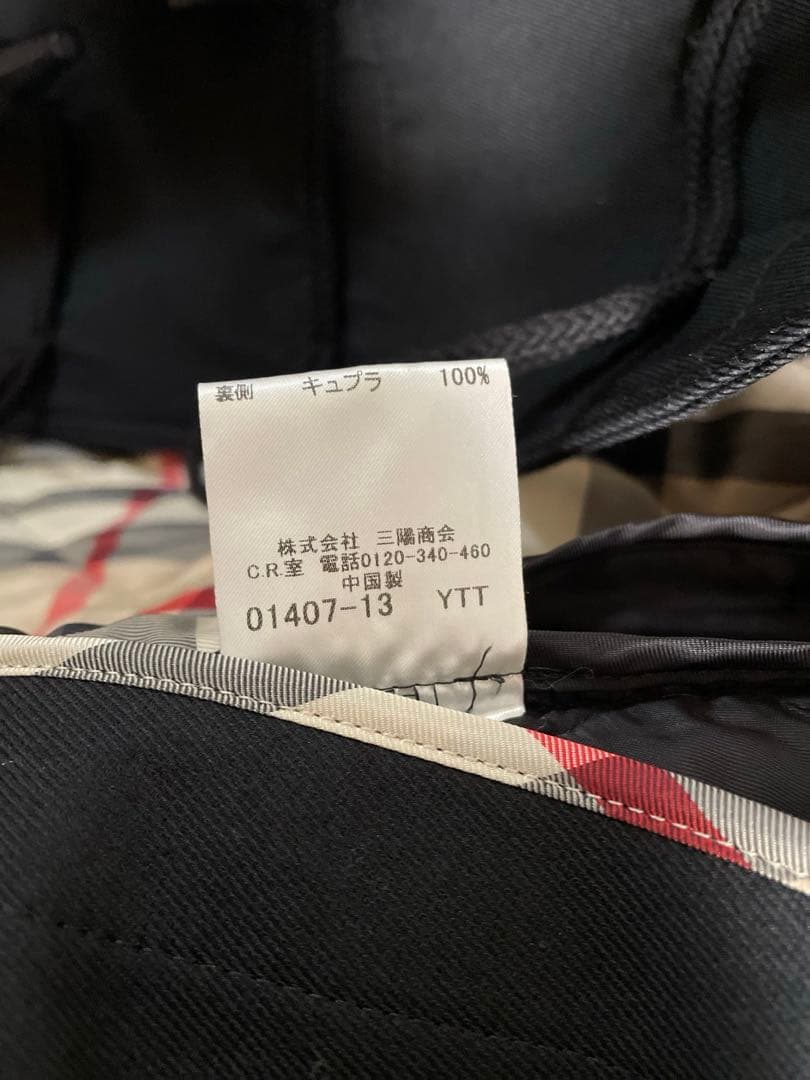 裏側 キュプラ 100%
株式会社 三陽商会
C.R.室 電話0120-340-460
中国製
01407-13 YTT